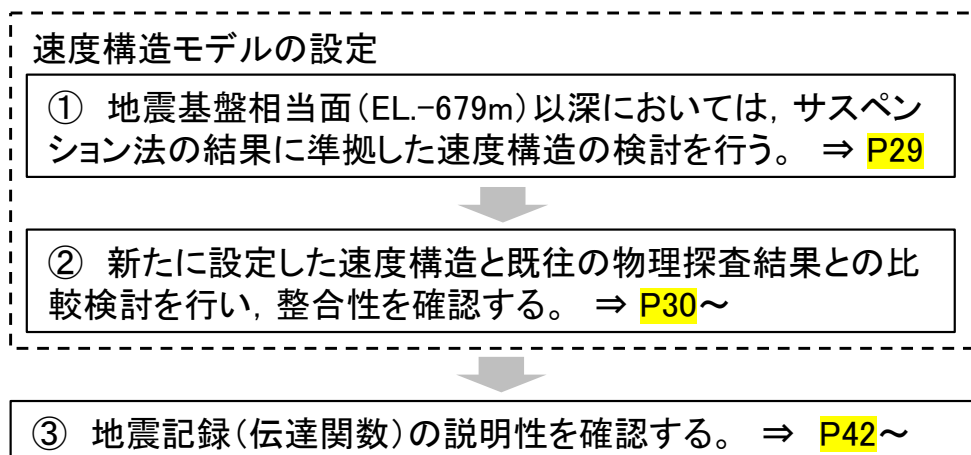 速度構造モデルの設定
① 地震基盤相当面(EL.-679m)以深においては,サスペン
ション法の結果に準拠した速度構造の検討を行う。 ⇒ P29
② 新たに設定した速度構造と既往の物理探査結果との比
較検討を行い,整合性を確認する。 ⇒ P30～
③ 地震記録(伝達関数)の説明性を確認する。 ⇒ P42～